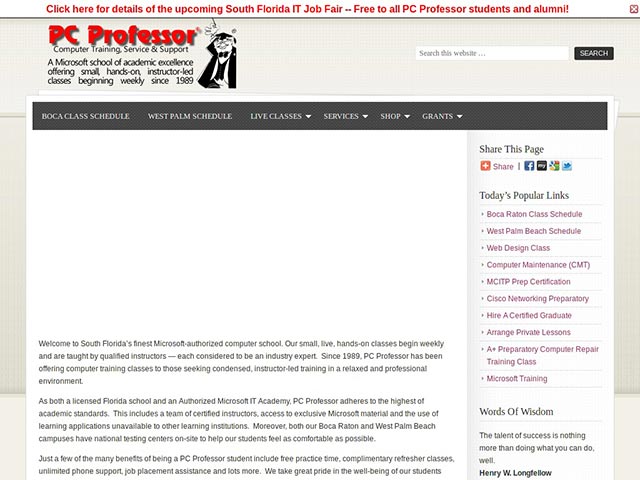 Click here for details of the upcoming South Florida IT Job Fair -- Free to all PC Professor students and alumni!
PC Professor
Computer Training, Service & Support
A Microsoft school of academic excellence
offering small, hands-on, instructor-led
classes beginning weekly since 1989
Search this website …
SEARCH
BOCA CLASS SCHEDULE WEST PALM SCHEDULE LIVE CLASSES SERVICES SHOP GRANTS
Share This Page
Share |
Today's Popular Links
Boca Raton Class Schedule
West Palm Beach Schedule
Web Design Class
Computer Maintenance (CMT)
MCITP Prep Certification
Cisco Networking Preparatory
Hire A Certified Graduate
Arrange Private Lessons
A+ Preparatory Computer Repair
Training Class
Microsoft Training
Words Of Wisdom
The talent of success is nothing
more than doing what you can do,
well.
Henry W. Longfellow
Welcome to South Florida's finest Microsoft-authorized computer school. Our small, live, hands-on classes begin weekly
and are taught by qualified instructors — each considered to be an industry expert. Since 1989, PC Professor has been
offering computer training classes to those seeking condensed, instructor-led training in a relaxed and professional
environment.
As both a licensed Florida school and an Authorized Microsoft IT Academy, PC Professor adheres to the highest of
academic standards. This includes a team of certified instructors, access to exclusive Microsoft material and the use of
learning applications unavailable to other learning institutions. Moreover, both our Boca Raton and West Palm Beach
campuses have national testing centers on-site to help our students feel as comfortable as possible.
Just a few of the many benefits of being a PC Professor student include free practice time, complimentary refresher classes,
unlimited phone support, job placement assistance and lots more. We take great pride in the well-being of our students